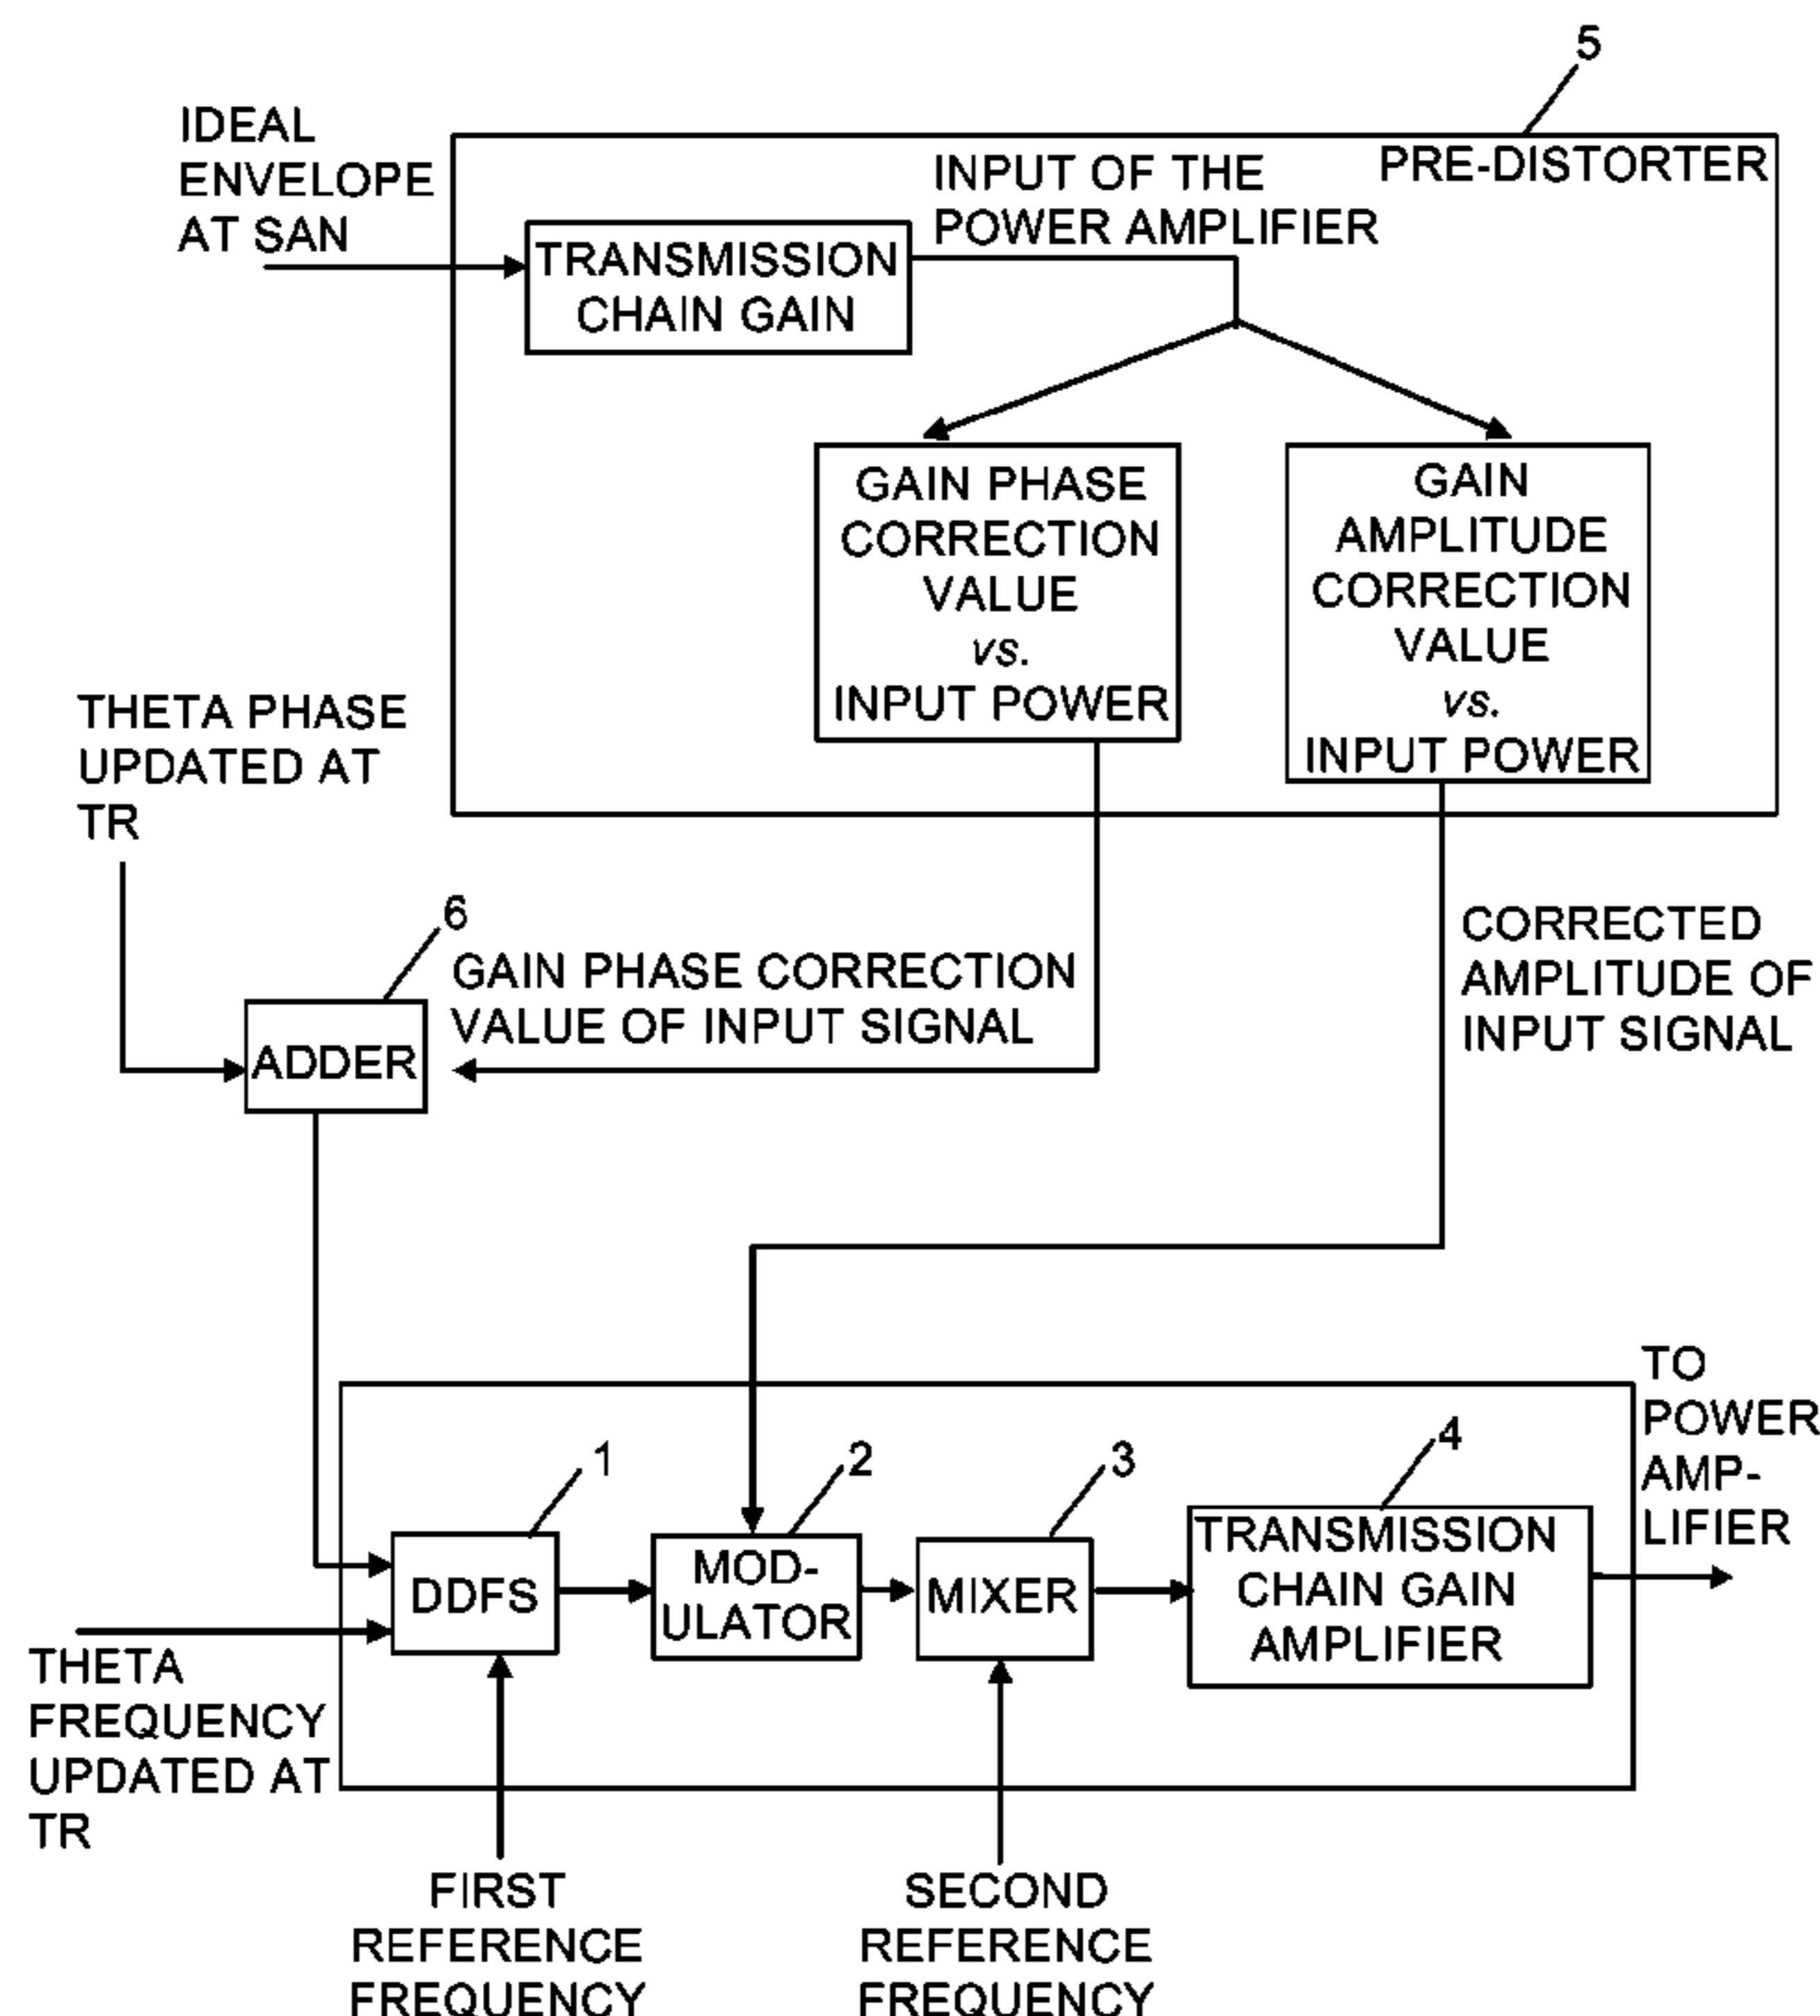 5
IDEAL
ENVELOPE
AT SAN
PRE-DISTORTER
INPUT OF THE
POWER AMPLIFIER
TRANSMISSION
CHAIN GAIN
GAIN PHASE
CORRECTION
VALUE
vs.
INPUT POWER
GAIN
AMPLITUDE
CORRECTION
VALUE
vs.
INPUT POWER
THETA PHASE
UPDATED AT
TR
6
GAIN PHASE CORRECTION
VALUE OF INPUT SIGNAL
CORRECTED
AMPLITUDE OF
INPUT SIGNAL
ADDER
TO
POWER
AMP-
LIFIER
1
2
3
4
DDFS
MOD-
ULATOR
MIXER
TRANSMISSION
CHAIN GAIN
AMPLIFIER
THETA
FREQUENCY
UPDATED AT
TR
FIRST
REFERENCE
FREQUENCY
SECOND
REFERENCE
FREQUENCY